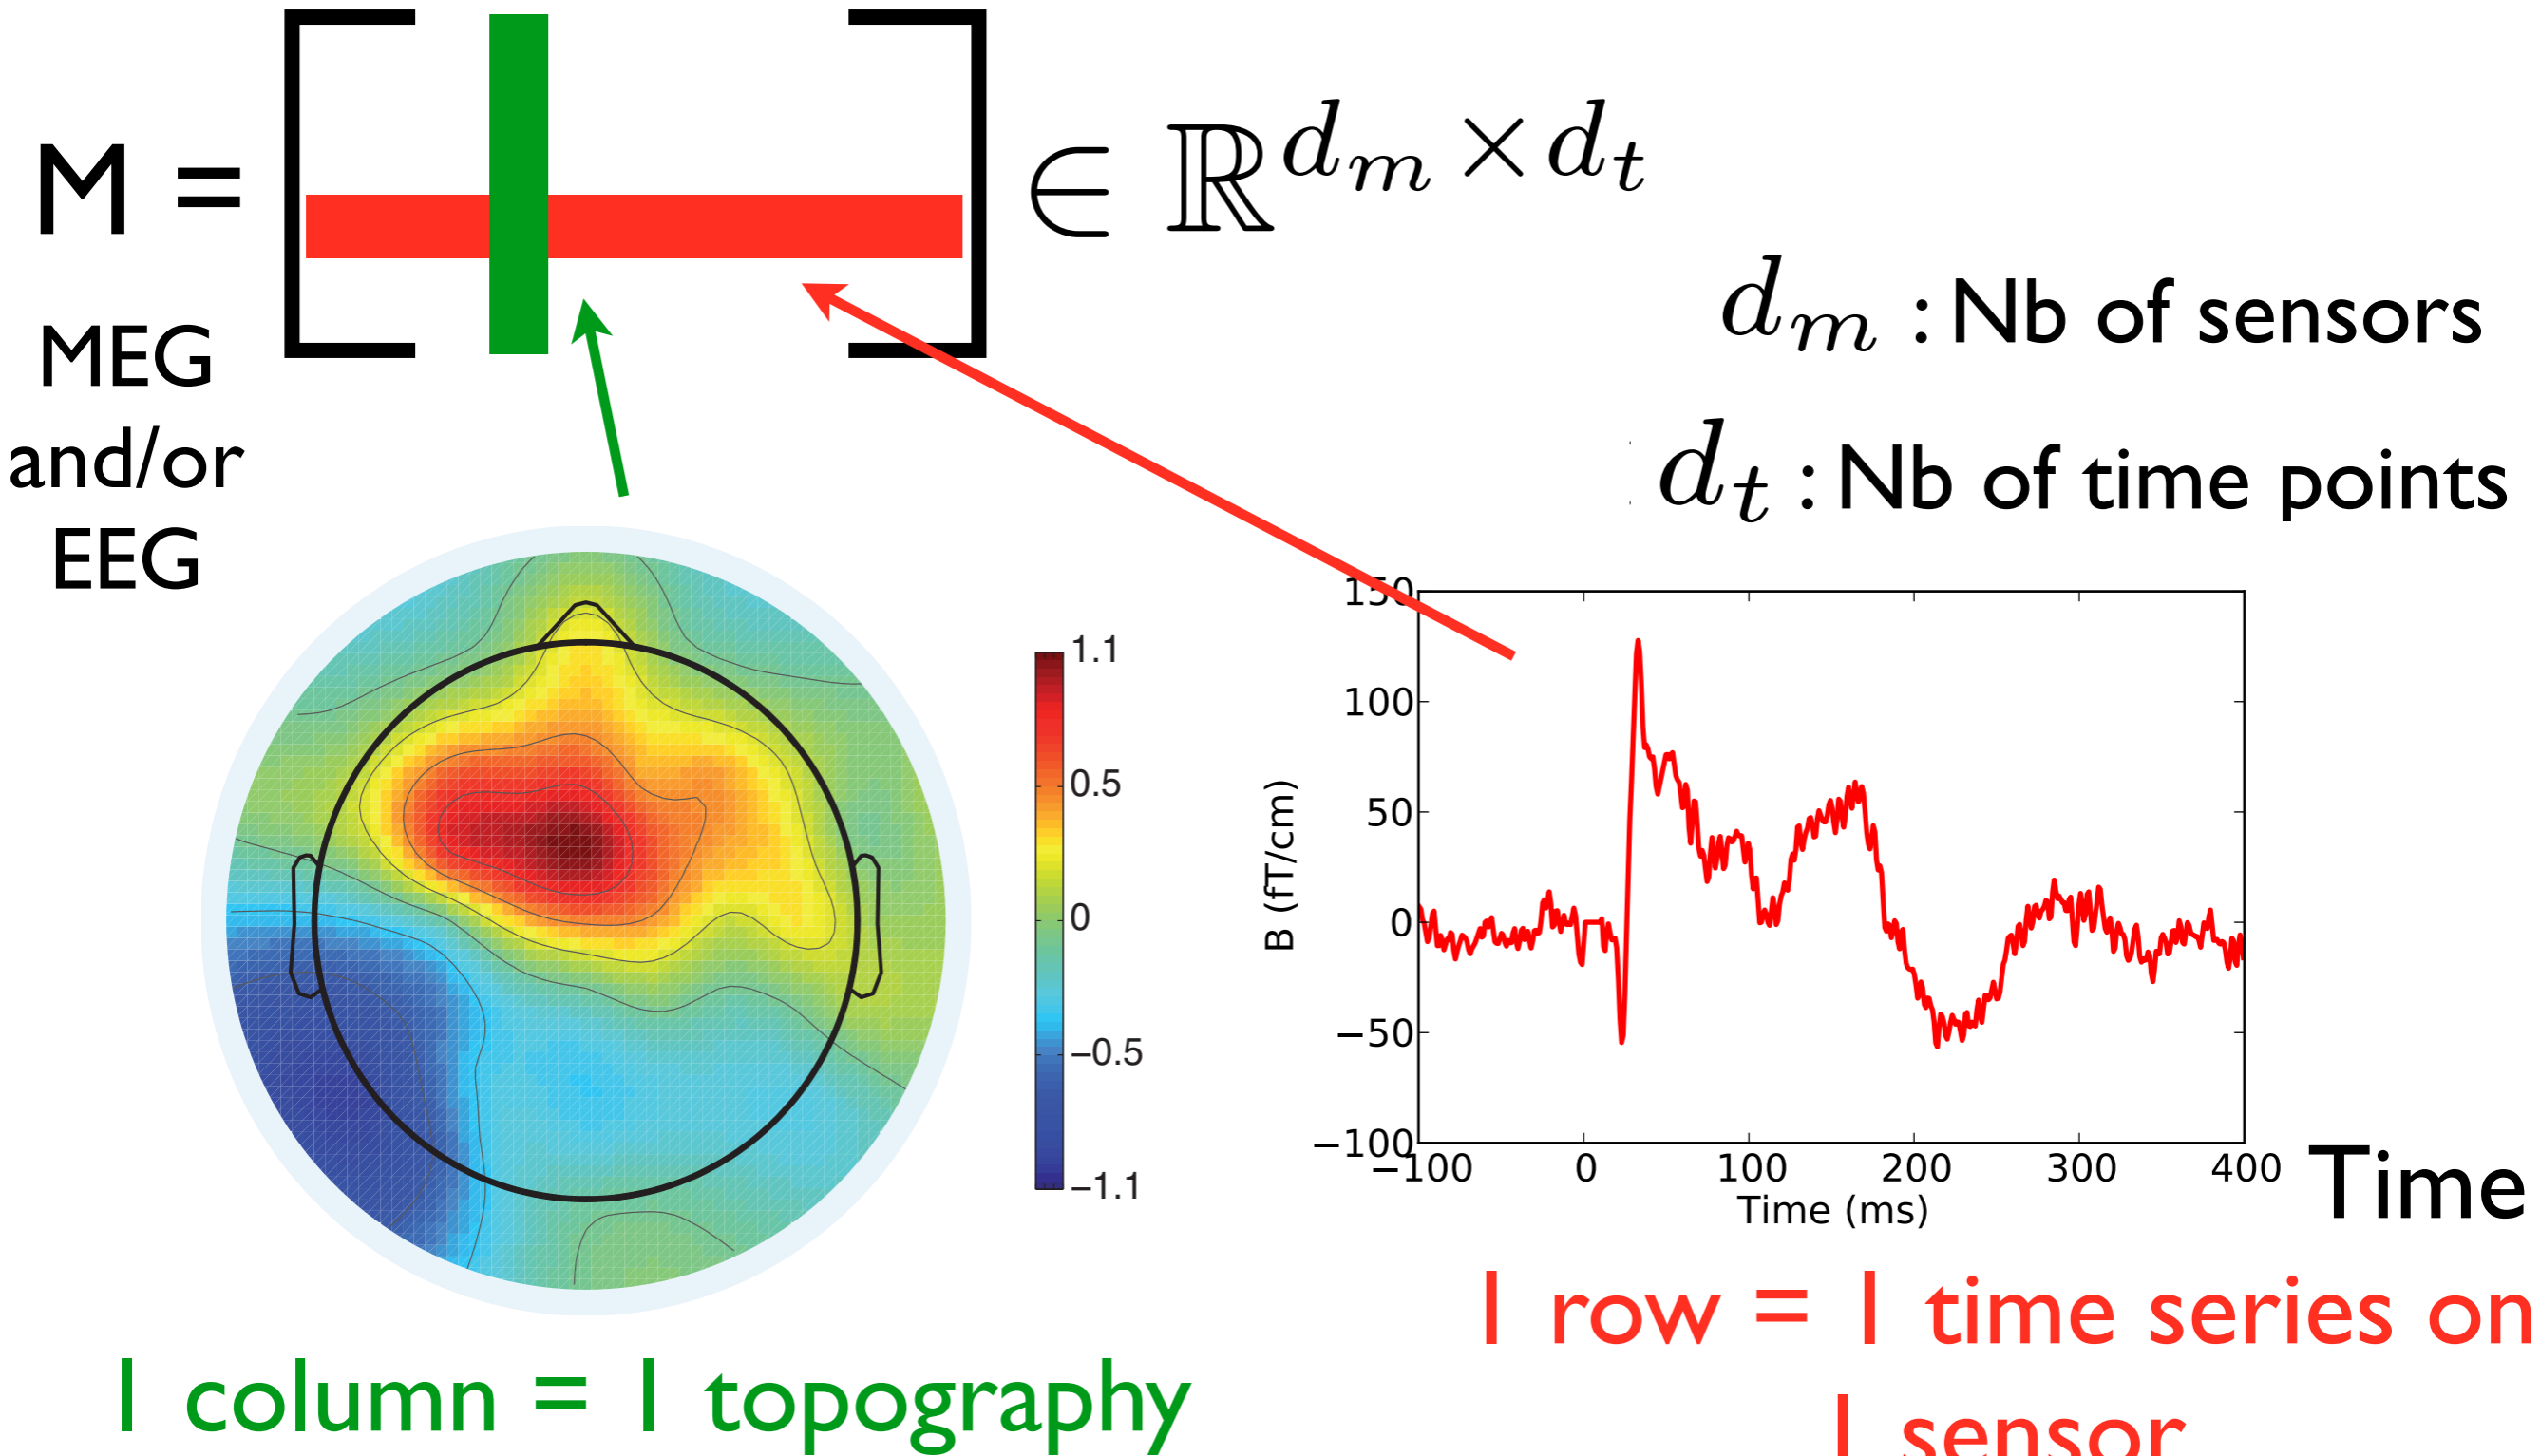 M = [ ] ∈ ℝ^{d_m × d_t}
MEG
and/or
EEG
d_m : Nb of sensors
d_t : Nb of time points
1.1
0.5
0
−0.5
−1.1
150
100
50
0
−50
−100
B (fT/cm)
−100 0 100 200 300 400
Time (ms)
Time
1 column = 1 topography
1 row = 1 time series on
1 sensor